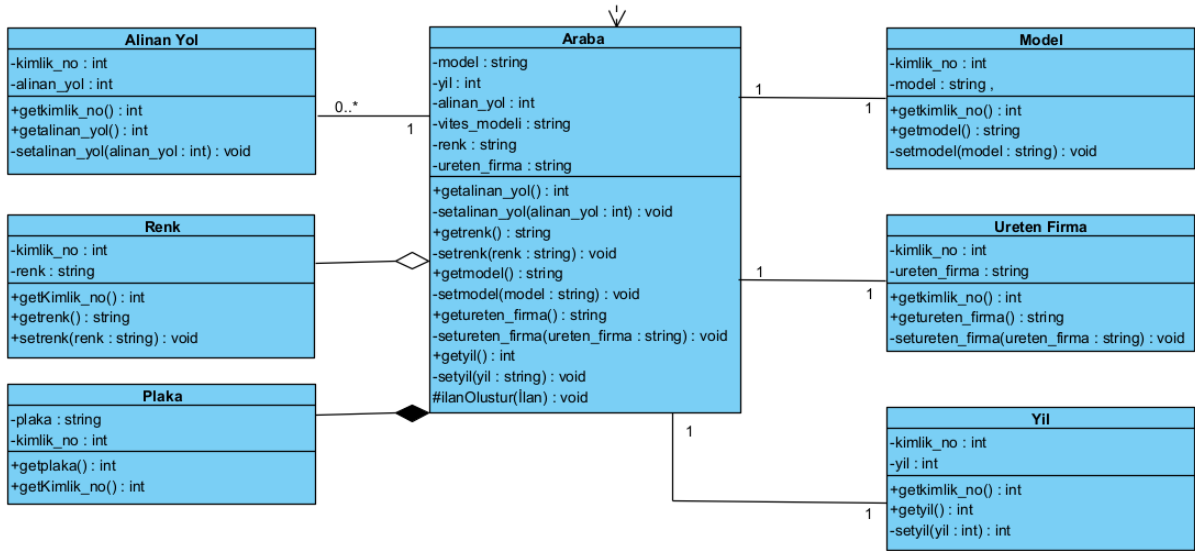 Alinan Yol
-kimlik_no : int
-alinan_yol : int
+getkimlik_no() : int
+getalinan_yol() : int
-setalinan_yol(alinan_yol : int) : void
0..*
1
Renk
-kimlik_no : int
-renk : string
+getKimlik_no() : int
+getrenk() : string
+setrenk(renk : string) : void
Plaka
-plaka : string
-kimlik_no : int
+getplaka() : int
+getKimlik_no() : int
Araba
-model : string
-yil : int
-alinan_yol : int
-vites_modeli : string
-renk : string
-ureten_firma : string
+getalinan_yol() : int
-setalinan_yol(alinan_yol : int) : void
+getrenk() : string
-setrenk(renk : string) : void
+getmodel() : string
-setmodel(model : string) : void
+getureten_firma() : string
-setureten_firma(ureten_firma : string) : void
+getyil() : int
-setyil(yil : string) : void
#ilanOlustur(İlan) : void
1
1
1
1
1
1
Model
-kimlik_no : int
-model : string ,
+getkimlik_no() : int
+getmodel() : string
-setmodel(model : string) : void
Ureten Firma
-kimlik_no : int
-ureten_firma : string
+getkimlik_no() : int
+getureten_firma() : string
-setureten_firma(ureten_firma : string) : void
Yil
-kimlik_no : int
-yil : int
+getkimlik_no() : int
+getyil() : int
-setyil(yil : int) : int